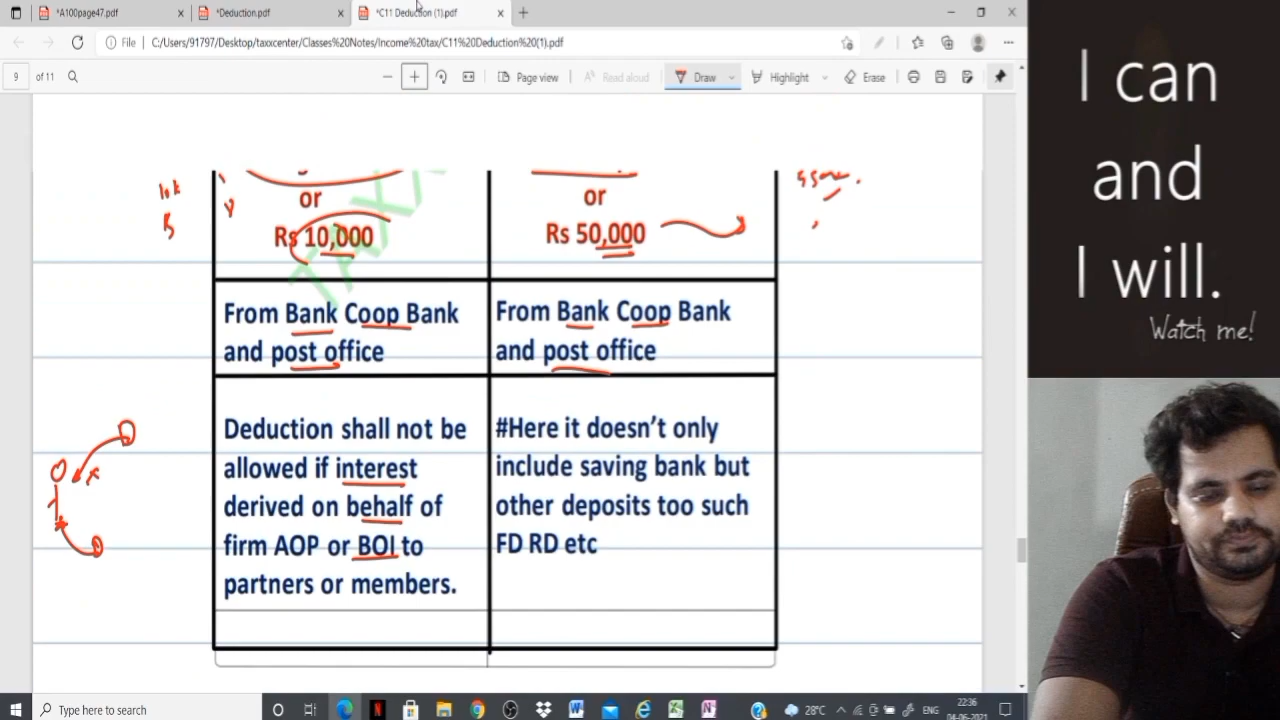 *A100page47.pdf
*Deduction.pdf
*C11 Deduction (1).pdf
File
C:/Users/91797/Desktop/taxxcenter/Classes%20Notes/Income%20tax/C11%20Deduction%20(1).pdf
9 of 11
Page view
Read aloud
Draw
Highlight
Erase
or
Rs 10,000
or
Rs 50,000
From Bank Coop Bank
and post office
From Bank Coop Bank
and post office
Deduction shall not be
allowed if interest
derived on behalf of
firm AOP or BOI to
partners or members.
#Here it doesn't only
include saving bank but
other deposits too such
FD RD etc
I can
and
I will.
Watch me!
Type here to search
28°C
ENG
22:36
04-06-2021